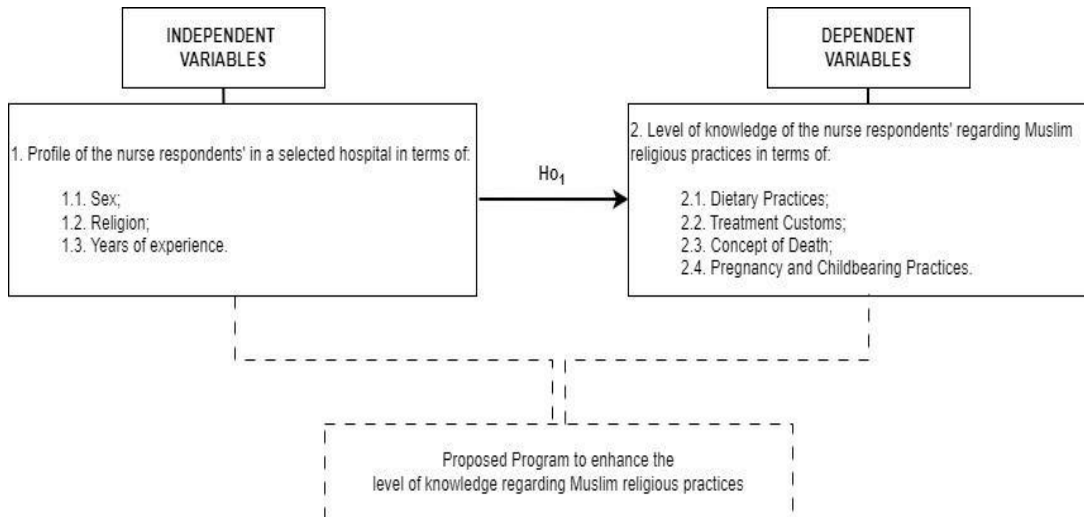 INDEPENDENT
VARIABLES
DEPENDENT
VARIABLES
1. Profile of the nurse respondents' in a selected hospital in terms of:
1.1. Sex;
1.2. Religion;
1.3. Years of experience.
Ho1
2. Level of knowledge of the nurse respondents' regarding Muslim
religious practices in terms of:
2.1. Dietary Practices;
2.2. Treatment Customs;
2.3. Concept of Death;
2.4. Pregnancy and Childbearing Practices.
Proposed Program to enhance the
level of knowledge regarding Muslim religious practices